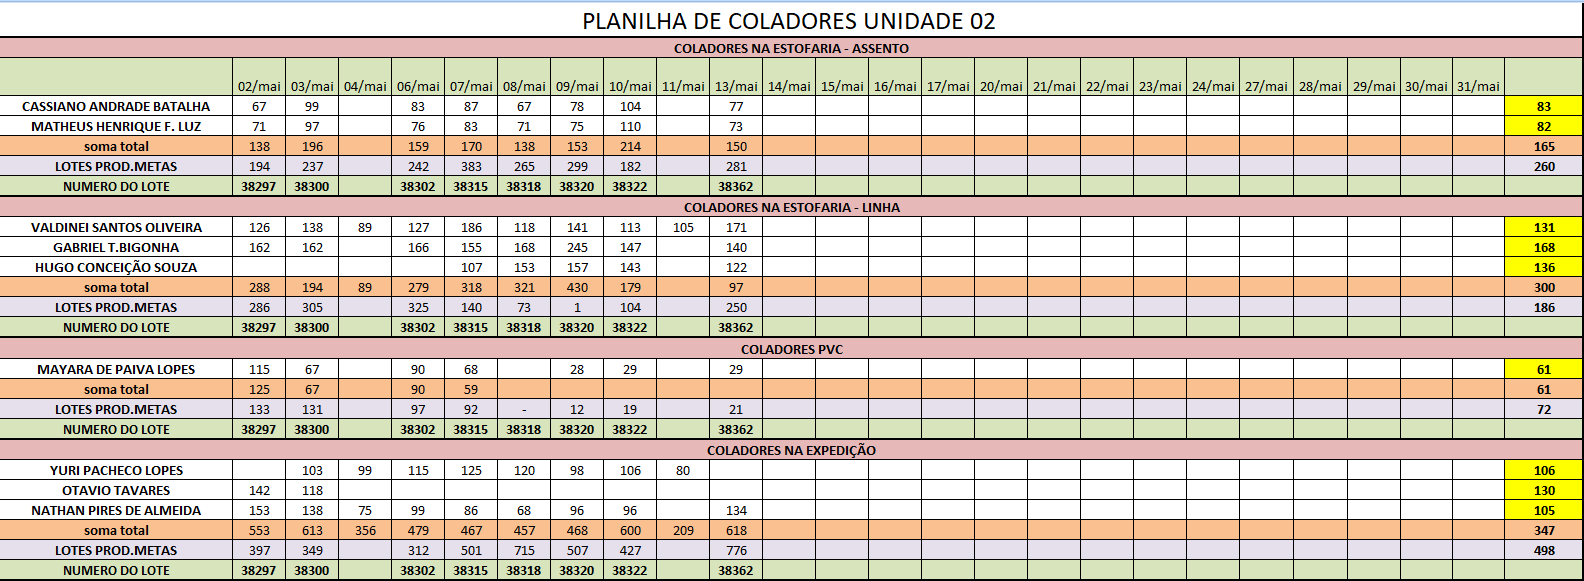 PLANILHA DE COLADORES UNIDADE 02
COLADORES NA ESTOFARIA - ASSENTO
02/mai 03/mai 04/mai 06/mai 07/mai 08/mai 09/mai 10/mai 11/mai 13/mai 14/mai 15/mai 16/mai 17/mai 20/mai 21/mai 22/mai 23/mai 24/mai 27/mai 28/mai 29/mai 30/mai 31/mai
CASSIANO ANDRADE BATALHA 67 99 83 87 67 78 104 77 83
MATHEUS HENRIQUE F. LUZ 71 97 76 83 71 75 110 73 82
soma total 138 196 159 170 138 153 214 150 165
LOTES PROD.METAS 194 237 242 383 265 299 182 281 260
NUMERO DO LOTE 38297 38300 38302 38315 38318 38320 38322 38362
COLADORES NA ESTOFARIA - LINHA
VALDINEI SANTOS OLIVEIRA 126 138 89 127 186 118 141 113 105 171 131
GABRIEL T.BIGONHA 162 162 166 155 168 245 147 140 168
HUGO CONCEIÇÃO SOUZA 107 153 157 143 122 136
soma total 288 194 89 279 318 321 430 179 97 300
LOTES PROD.METAS 286 305 325 140 73 1 104 250 186
NUMERO DO LOTE 38297 38300 38302 38315 38318 38320 38322 38362
COLADORES PVC
MAYARA DE PAIVA LOPES 115 67 90 68 28 29 29 61
soma total 125 67 90 59 61
LOTES PROD.METAS 133 131 97 92 - 12 19 21 72
NUMERO DO LOTE 38297 38300 38302 38315 38318 38320 38322 38362
COLADORES NA EXPEDIÇÃO
YURI PACHECO LOPES 103 99 115 125 120 98 106 80 106
OTAVIO TAVARES 142 118 130
NATHAN PIRES DE ALMEIDA 153 138 75 99 86 68 96 96 134 105
soma total 553 613 356 479 467 457 468 600 209 618 347
LOTES PROD.METAS 397 349 312 501 715 507 427 776 498
NUMERO DO LOTE 38297 38300 38302 38315 38318 38320 38322 38362